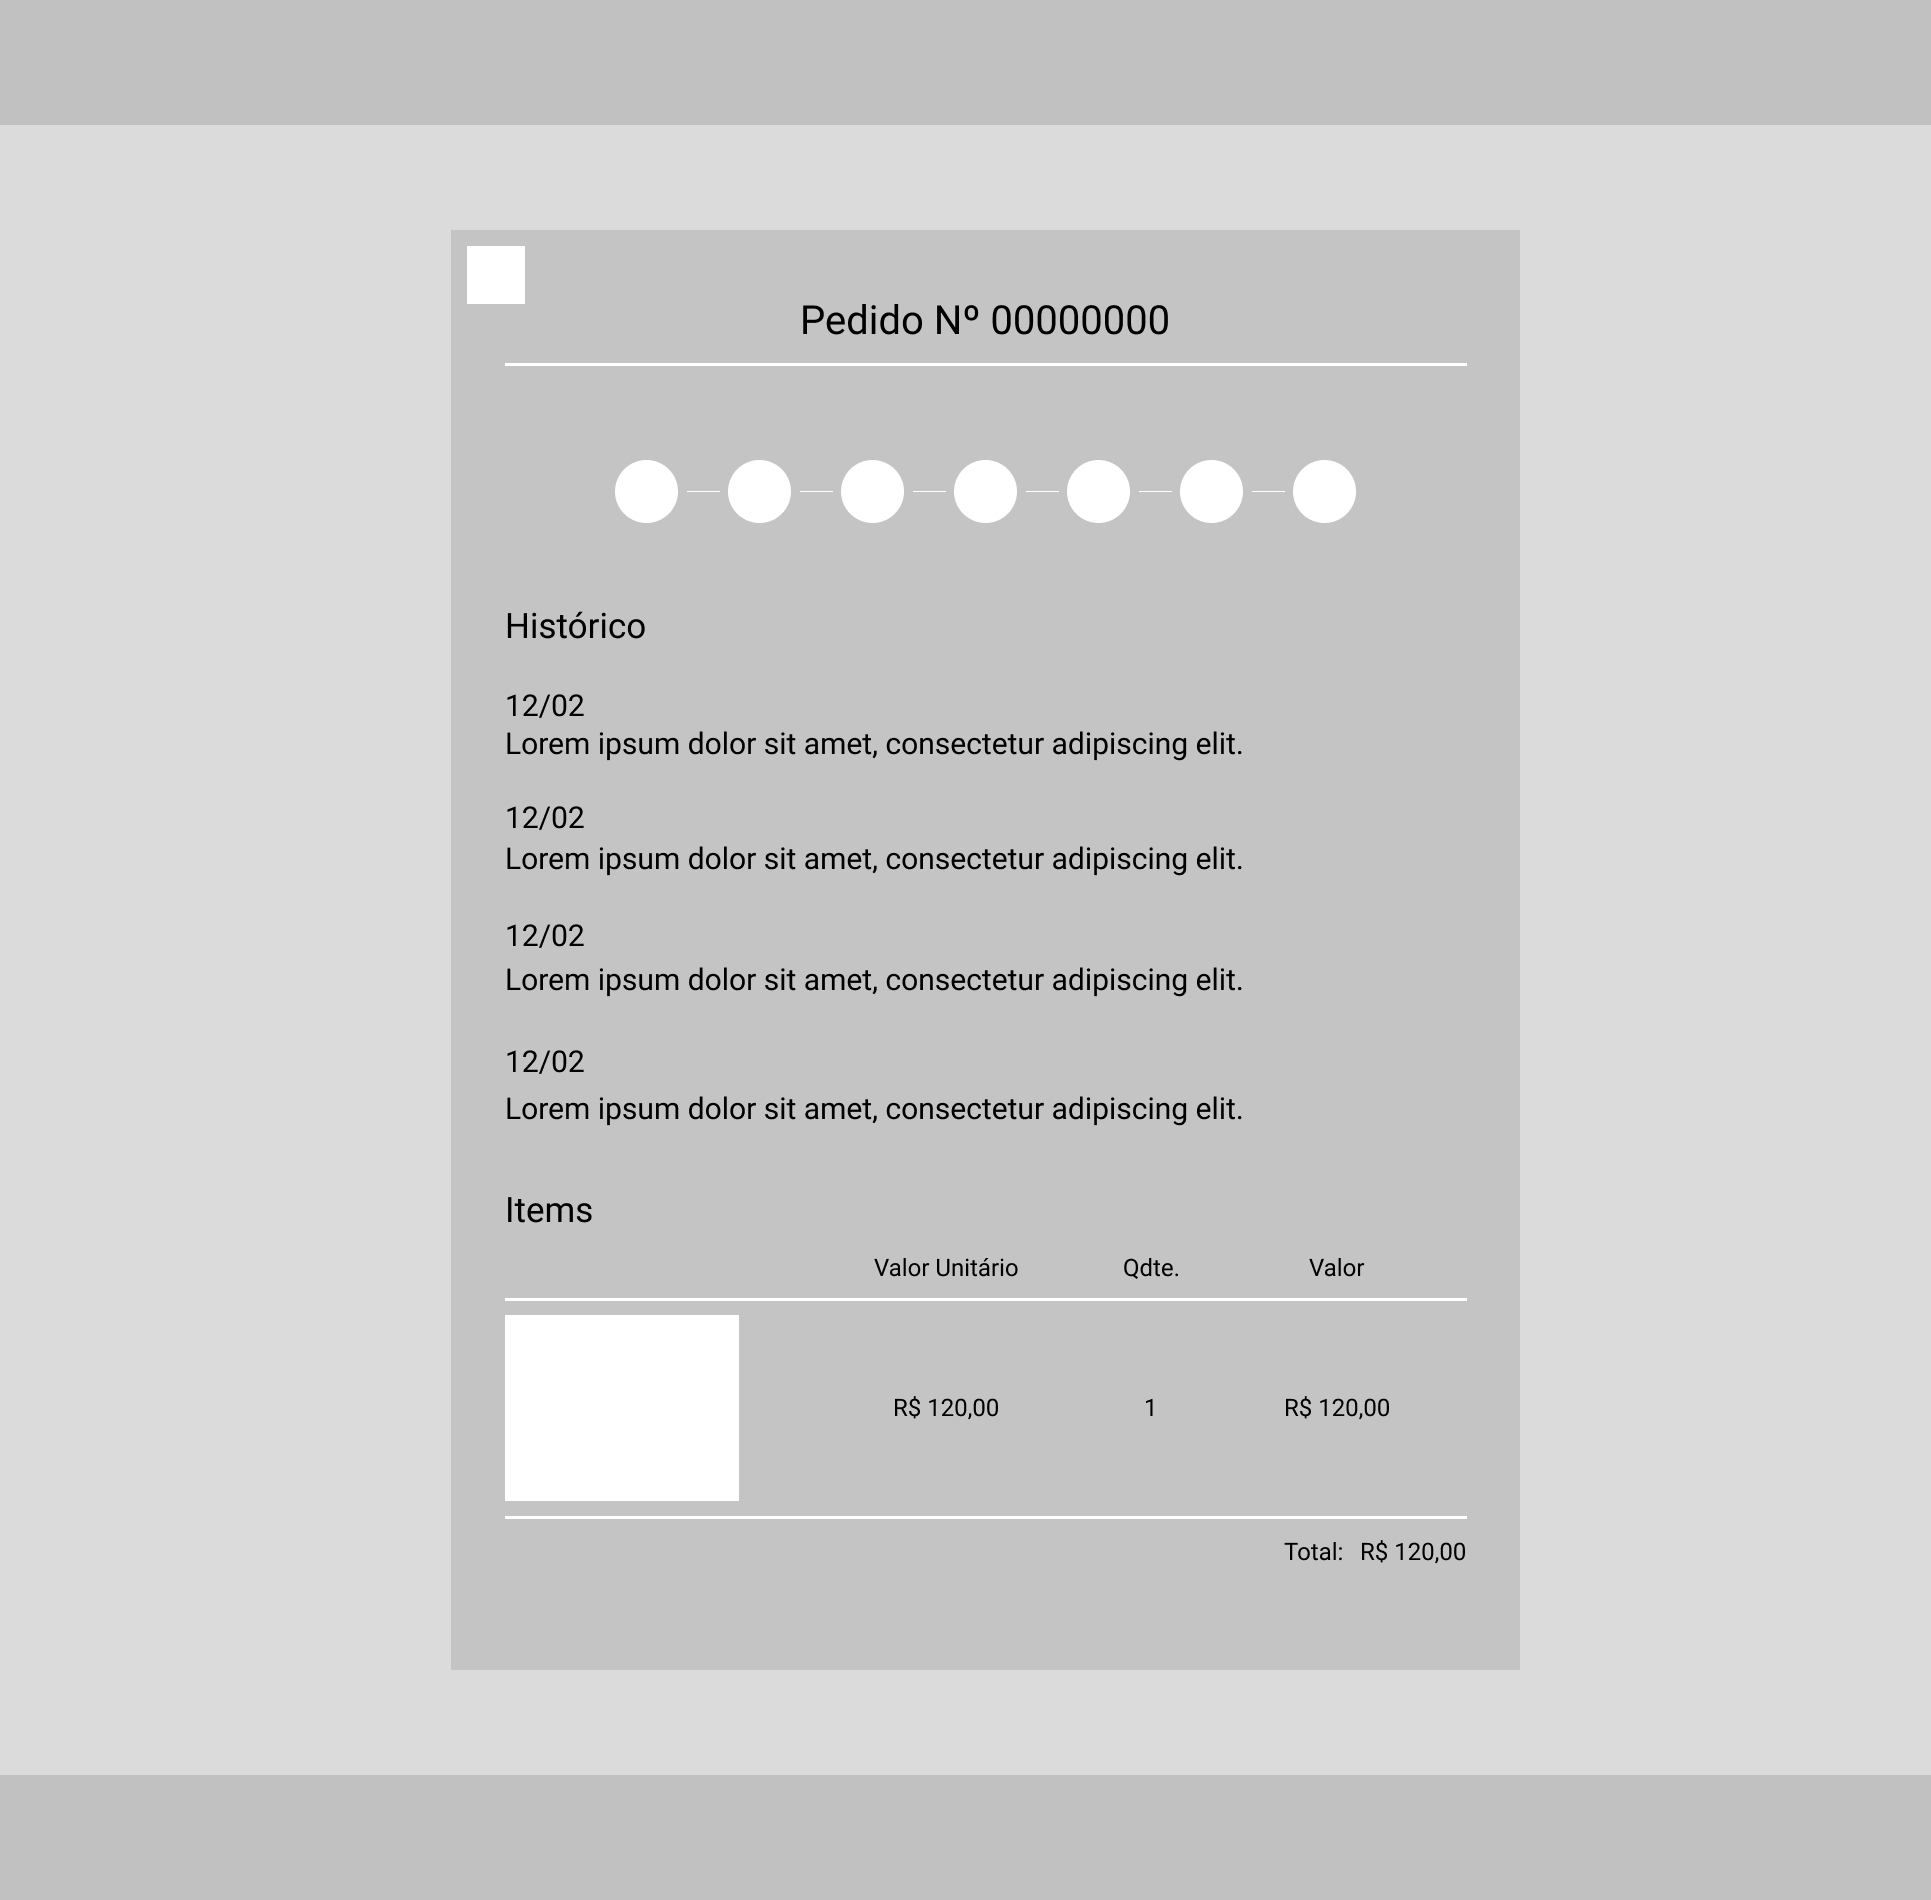 Pedido Nº 00000000
Histórico
12/02
Lorem ipsum dolor sit amet, consectetur adipiscing elit.
12/02
Lorem ipsum dolor sit amet, consectetur adipiscing elit.
12/02
Lorem ipsum dolor sit amet, consectetur adipiscing elit.
12/02
Lorem ipsum dolor sit amet, consectetur adipiscing elit.
Items
Valor Unitário Qdte. Valor
R$ 120,00 1 R$ 120,00
Total: R$ 120,00